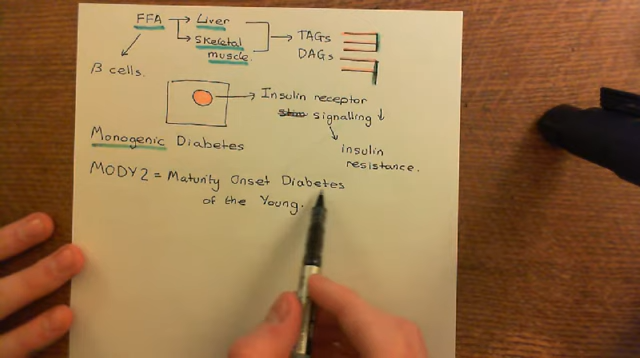 FFA → Liver
→ Skeletal muscle
→ TAGs
DAGs
β cells.
→ Insulin receptor
signalling ↓
insulin
resistance.
Monogenic Diabetes
MODY2 = Maturity Onset Diabetes
of the Young.